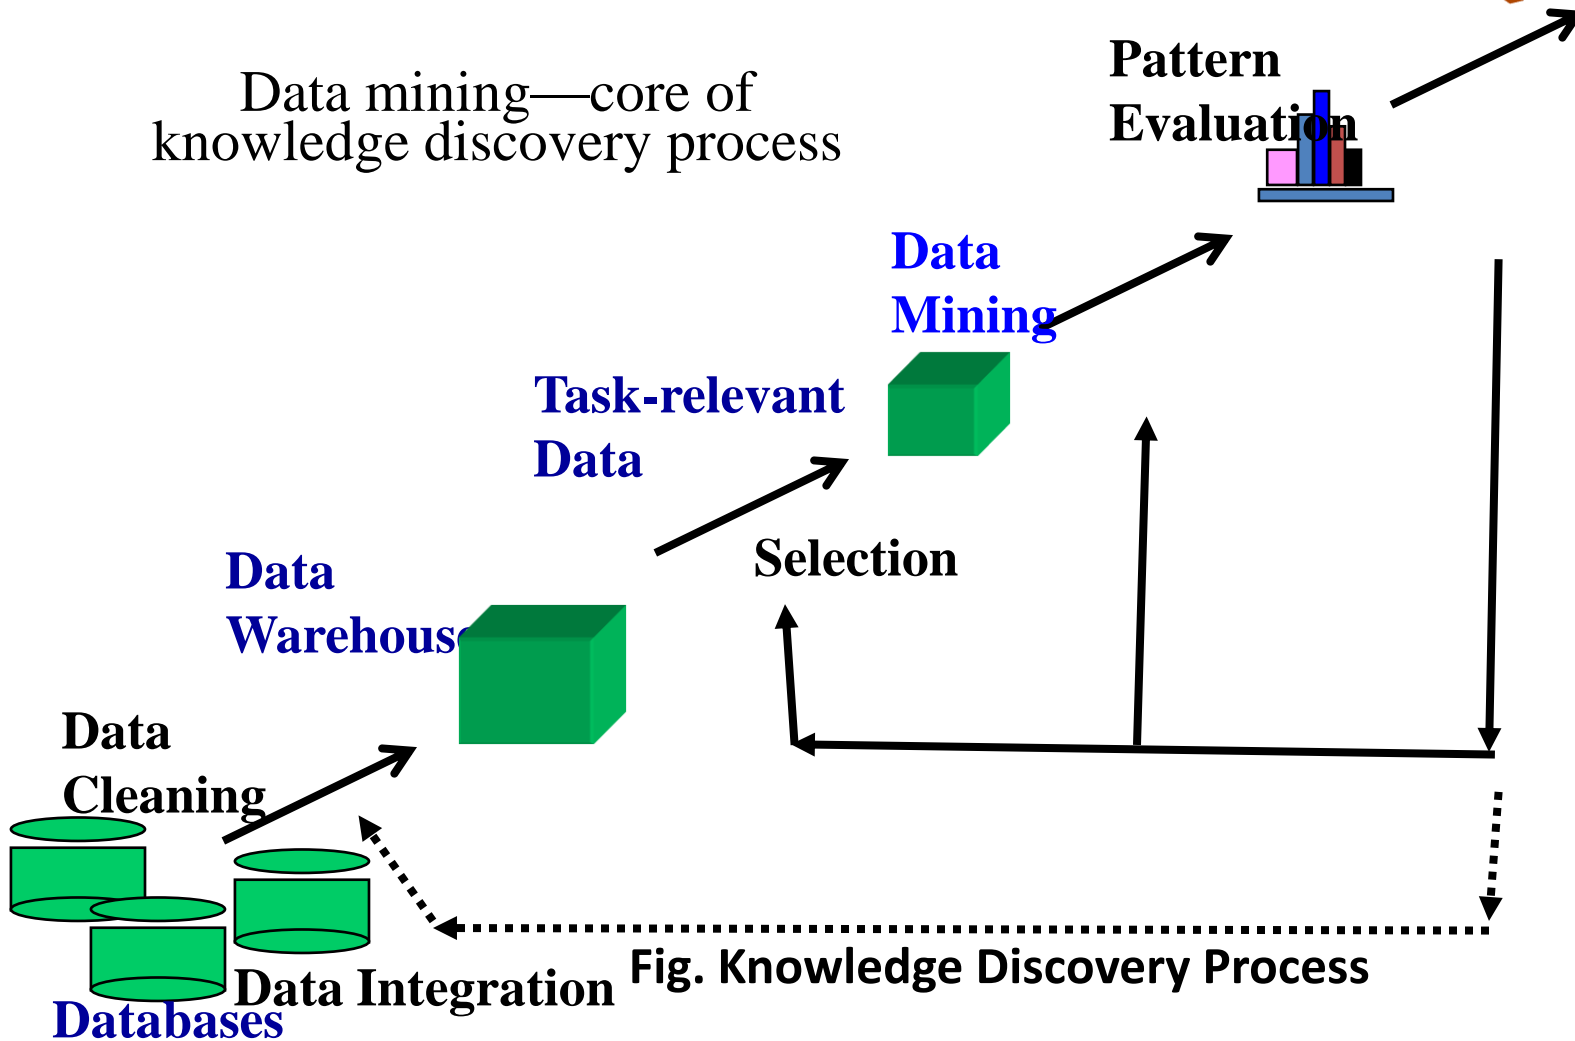 Data mining—core of
knowledge discovery process
Pattern
Evaluation
Data
Mining
Task-relevant
Data
Selection
Data
Warehouse
Data
Cleaning
Data Integration
Databases
Fig. Knowledge Discovery Process